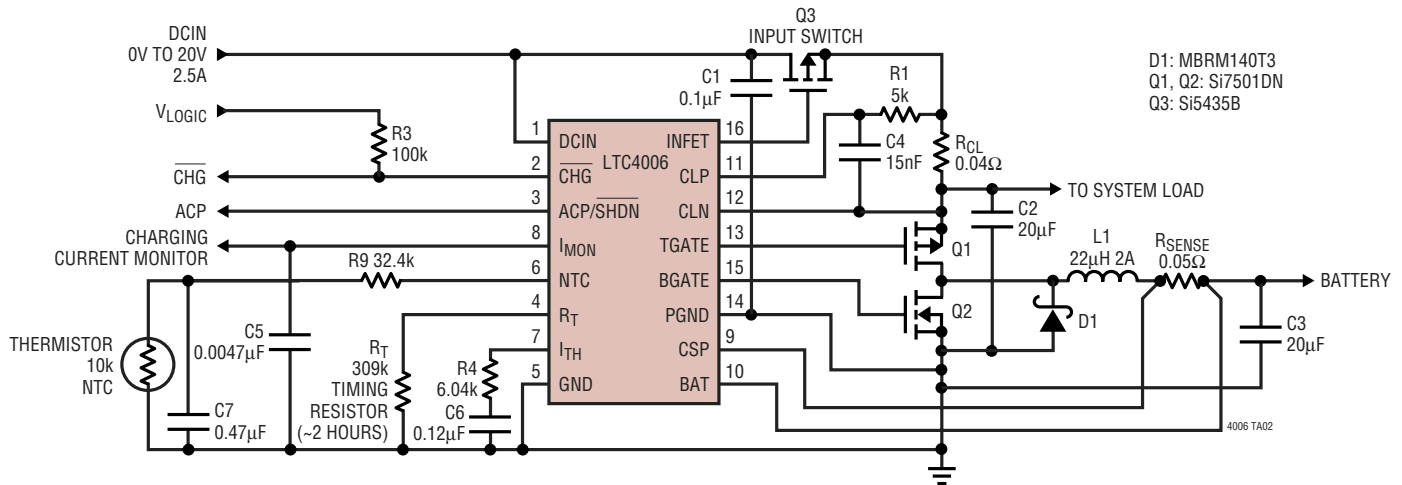 DCIN
0V TO 20V
2.5A
Q3
INPUT SWITCH
D1: MBRM140T3
Q1, Q2: Si7501DN
Q3: Si5435B
C1
0.1µF
R1
5k
VLOGIC
R3
100k
C4
15nF
RCL
0.04Ω
LTC4006
1 DCIN
INFET 16
CHG
2 CHG
CLP 11
TO SYSTEM LOAD
ACP
3 ACP/SHDN
CLN 12
C2
20µF
CHARGING
CURRENT MONITOR
8 IMON
TGATE 13
Q1
L1
22µH 2A
RSENSE
0.05Ω
R9 32.4k
6 NTC
BGATE 15
BATTERY
4 RT
PGND 14
Q2
D1
THERMISTOR
10k
NTC
C5
0.0047µF
7 ITH
CSP 9
C3
20µF
RT
309k
TIMING
RESISTOR
(~2 HOURS)
R4
6.04k
5 GND
BAT 10
C7
0.47µF
C6
0.12µF
4006 TA02